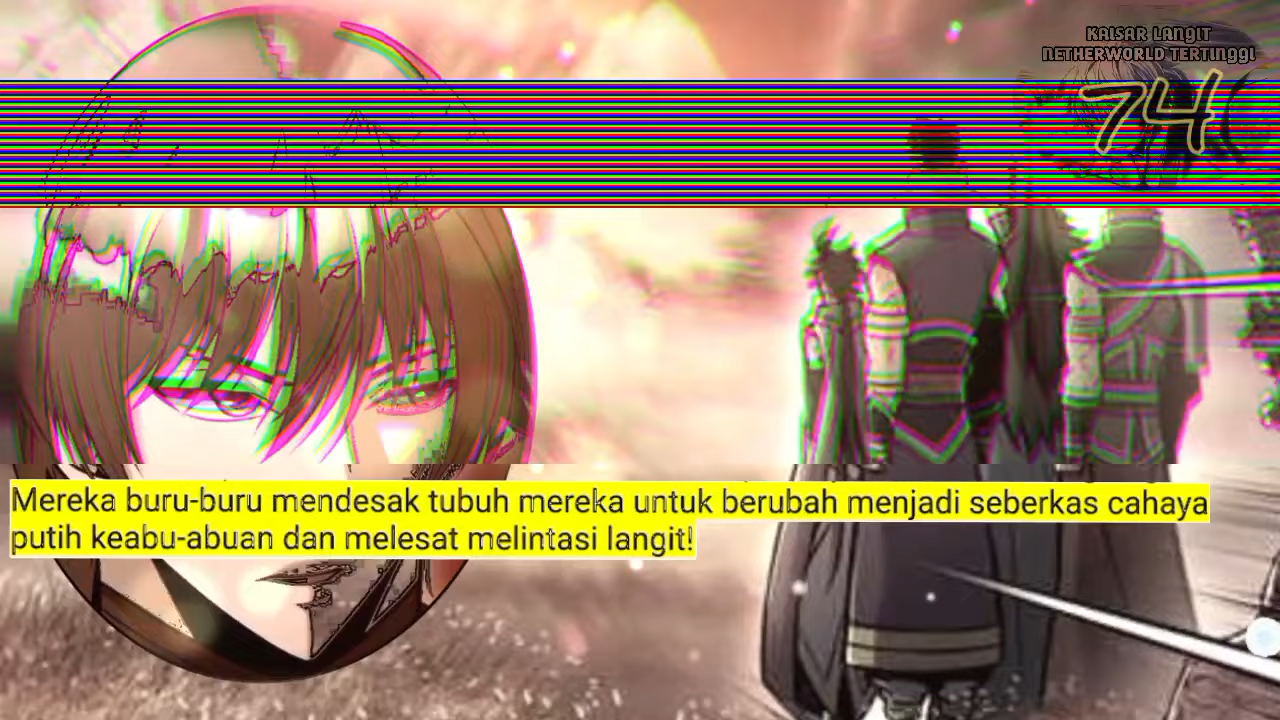 KAISAR LANGIT
NETHERWORLD TERTINGGI
74
Mereka buru-buru mendesak tubuh mereka untuk berubah menjadi seberkas cahaya
putih keabu-abuan dan melesat melintasi langit!